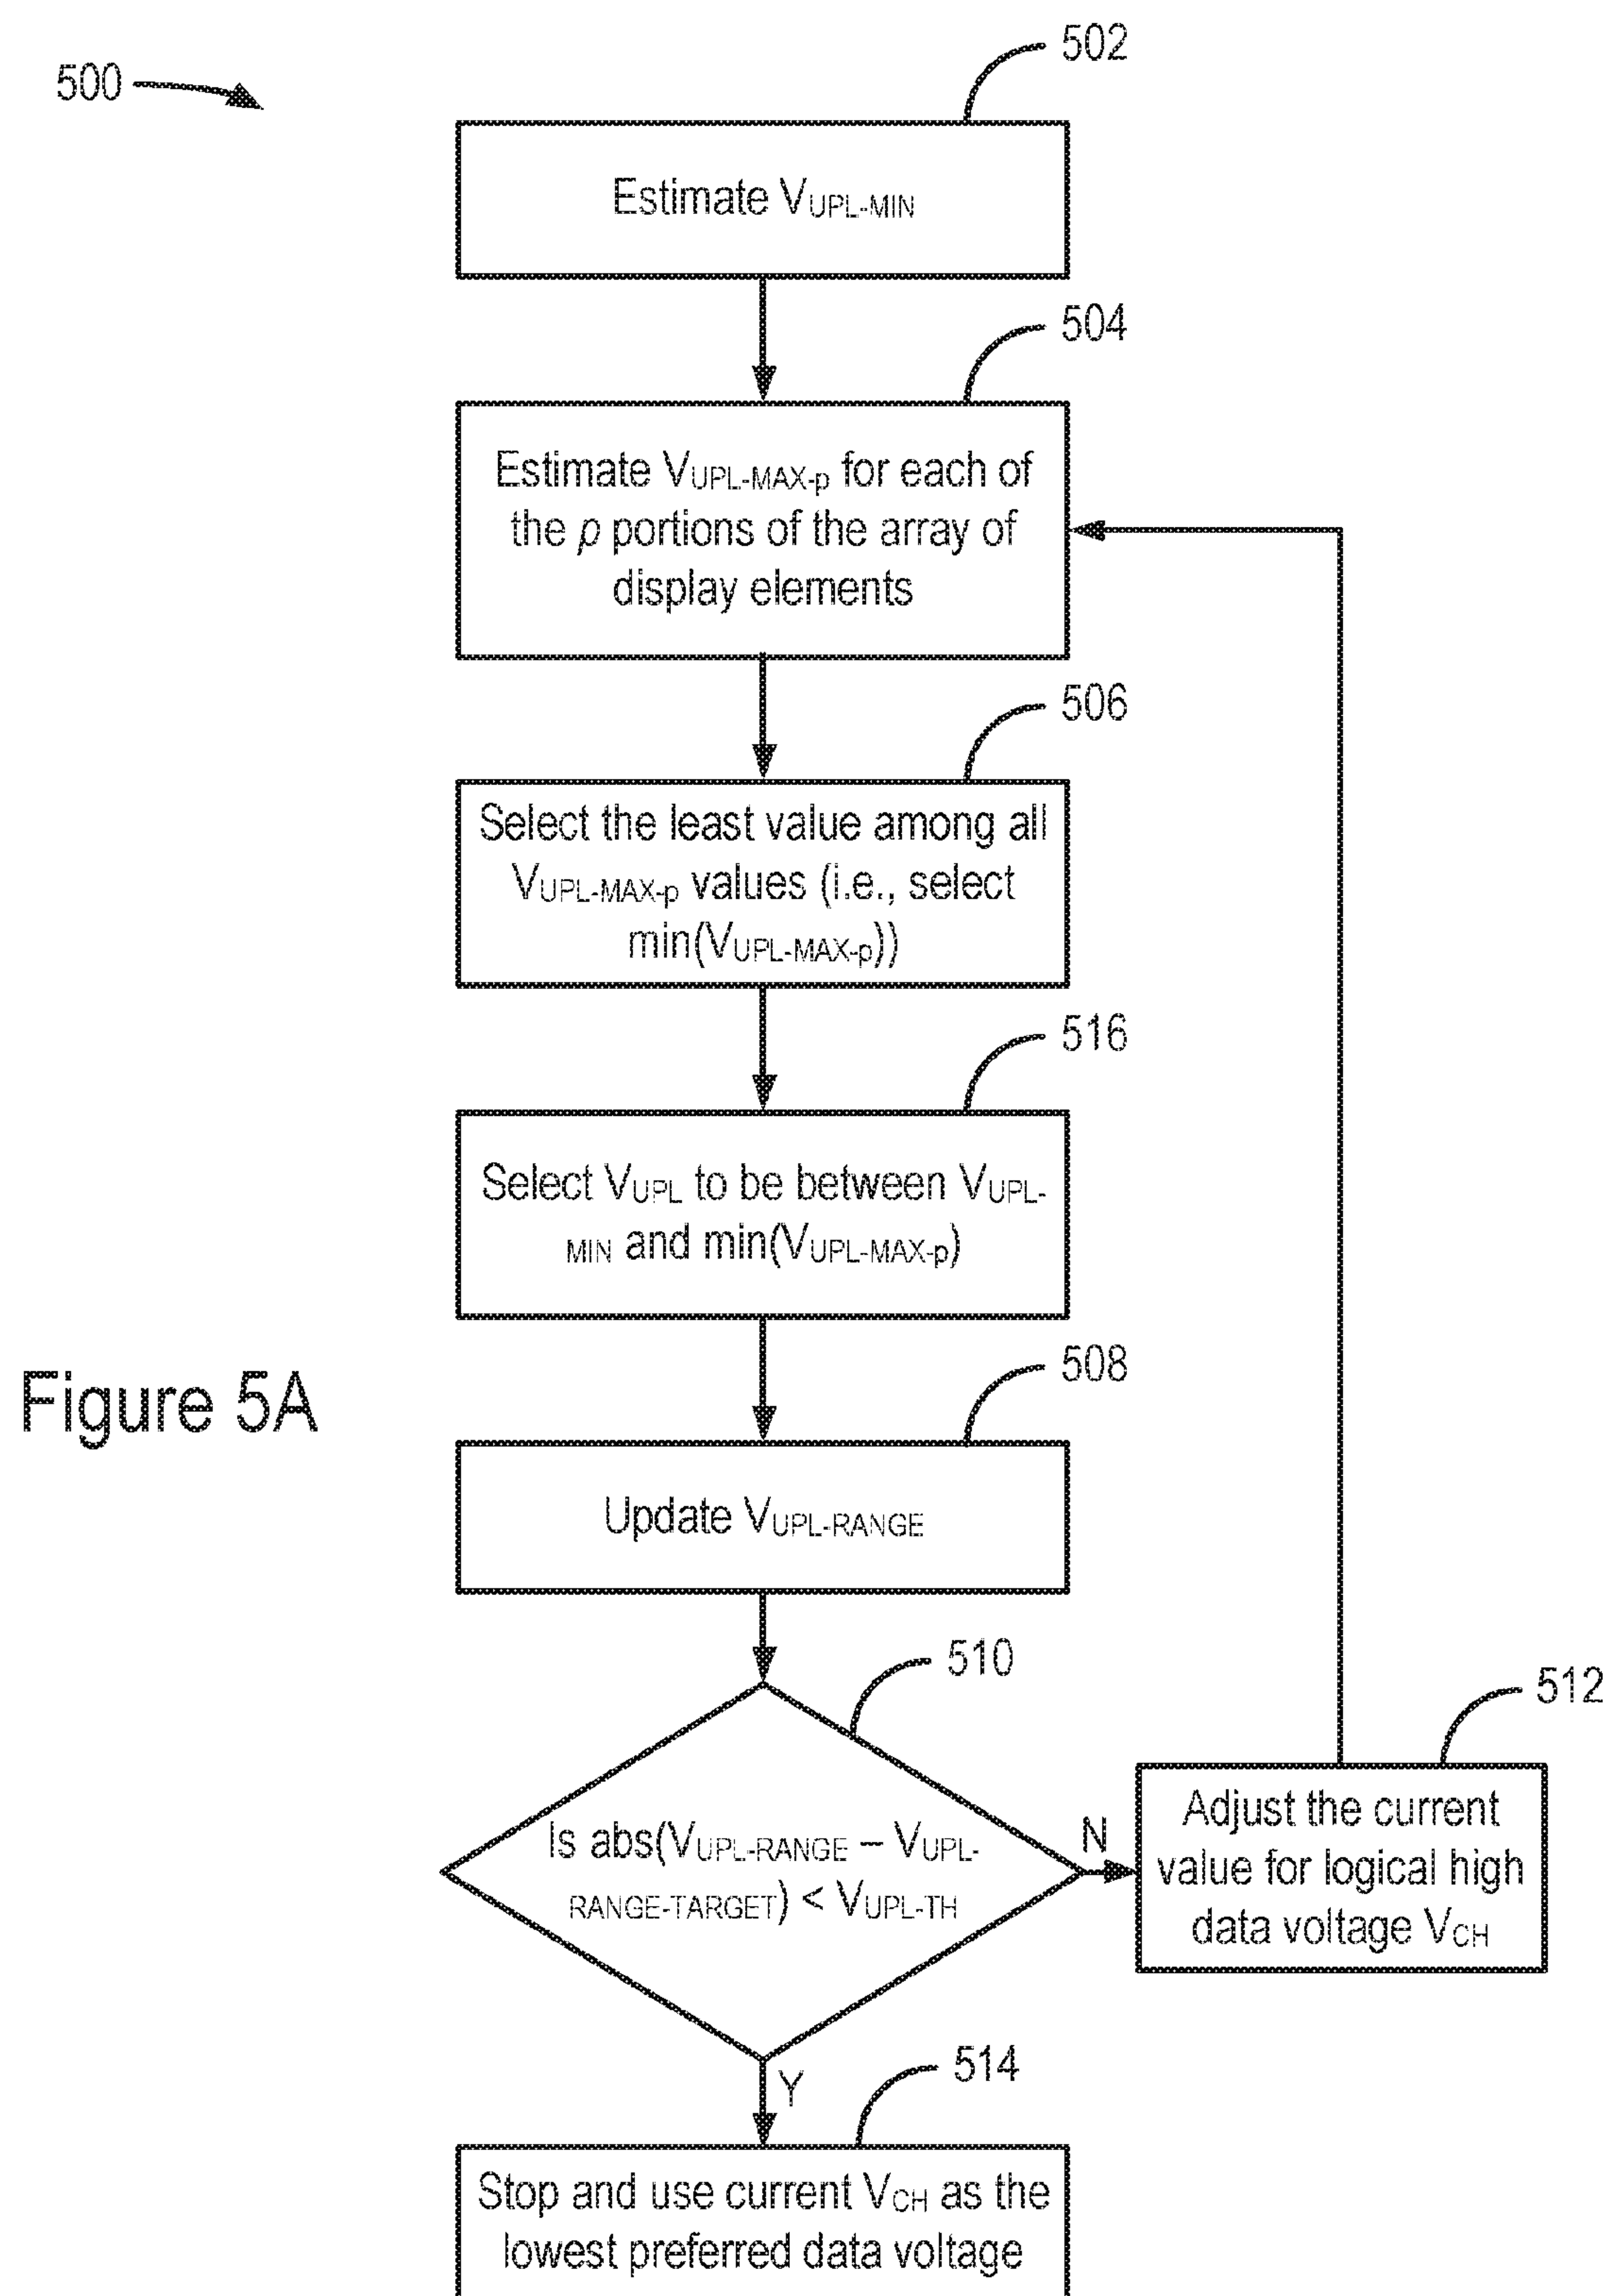 500
502
Estimate VUPL-MIN
504
Estimate VUPL-MAX-p for each of
the p portions of the array of
display elements
506
Select the least value among all
VUPL-MAX-p values (i.e., select
min(VUPL-MAX-p))
516
Select VUPL to be between VUPL-
MIN and min(VUPL-MAX-p)
508
Figure 5A
Update VUPL-RANGE
510
Is abs(VUPL-RANGE – VUPL-
RANGE-TARGET) < VUPL-TH
N
512
Adjust the current
value for logical high
data voltage VCH
Y
514
Stop and use current VCH as the
lowest preferred data voltage